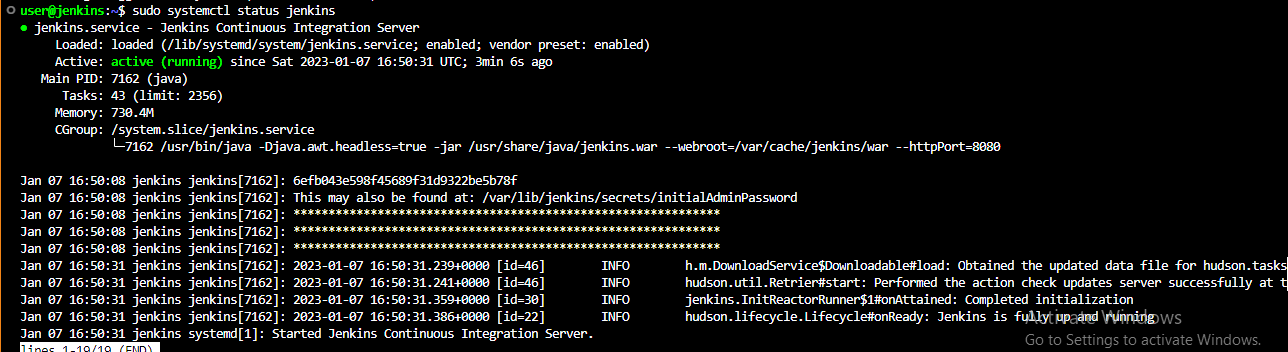 user@jenkins:~$ sudo systemctl status jenkins
● jenkins.service - Jenkins Continuous Integration Server
Loaded: loaded (/lib/systemd/system/jenkins.service; enabled; vendor preset: enabled)
Active: active (running) since Sat 2023-01-07 16:50:31 UTC; 3min 6s ago
Main PID: 7162 (java)
Tasks: 43 (limit: 2356)
Memory: 730.4M
CGroup: /system.slice/jenkins.service
└─7162 /usr/bin/java -Djava.awt.headless=true -jar /usr/share/java/jenkins.war --webroot=/var/cache/jenkins/war --httpPort=8080
Jan 07 16:50:08 jenkins jenkins[7162]: 6efb043e598f45689f31d9322be5b78f
Jan 07 16:50:08 jenkins jenkins[7162]: This may also be found at: /var/lib/jenkins/secrets/initialAdminPassword
Jan 07 16:50:08 jenkins jenkins[7162]: *************************************************************
Jan 07 16:50:08 jenkins jenkins[7162]: *************************************************************
Jan 07 16:50:08 jenkins jenkins[7162]: *************************************************************
Jan 07 16:50:31 jenkins jenkins[7162]: 2023-01-07 16:50:31.239+0000 [id=46] INFO h.m.DownloadService$Downloadable#load: Obtained the updated data file for hudson.tasks
Jan 07 16:50:31 jenkins jenkins[7162]: 2023-01-07 16:50:31.241+0000 [id=46] INFO hudson.util.Retrier#start: Performed the action check updates server successfully at t
Jan 07 16:50:31 jenkins jenkins[7162]: 2023-01-07 16:50:31.359+0000 [id=30] INFO jenkins.InitReactorRunner$1#onAttained: Completed initialization
Jan 07 16:50:31 jenkins jenkins[7162]: 2023-01-07 16:50:31.386+0000 [id=22] INFO hudson.lifecycle.Lifecycle#onReady: Jenkins is fully up and running
Jan 07 16:50:31 jenkins systemd[1]: Started Jenkins Continuous Integration Server.
lines 1-19/19 (END)
Activate Windows
Go to Settings to activate Windows.